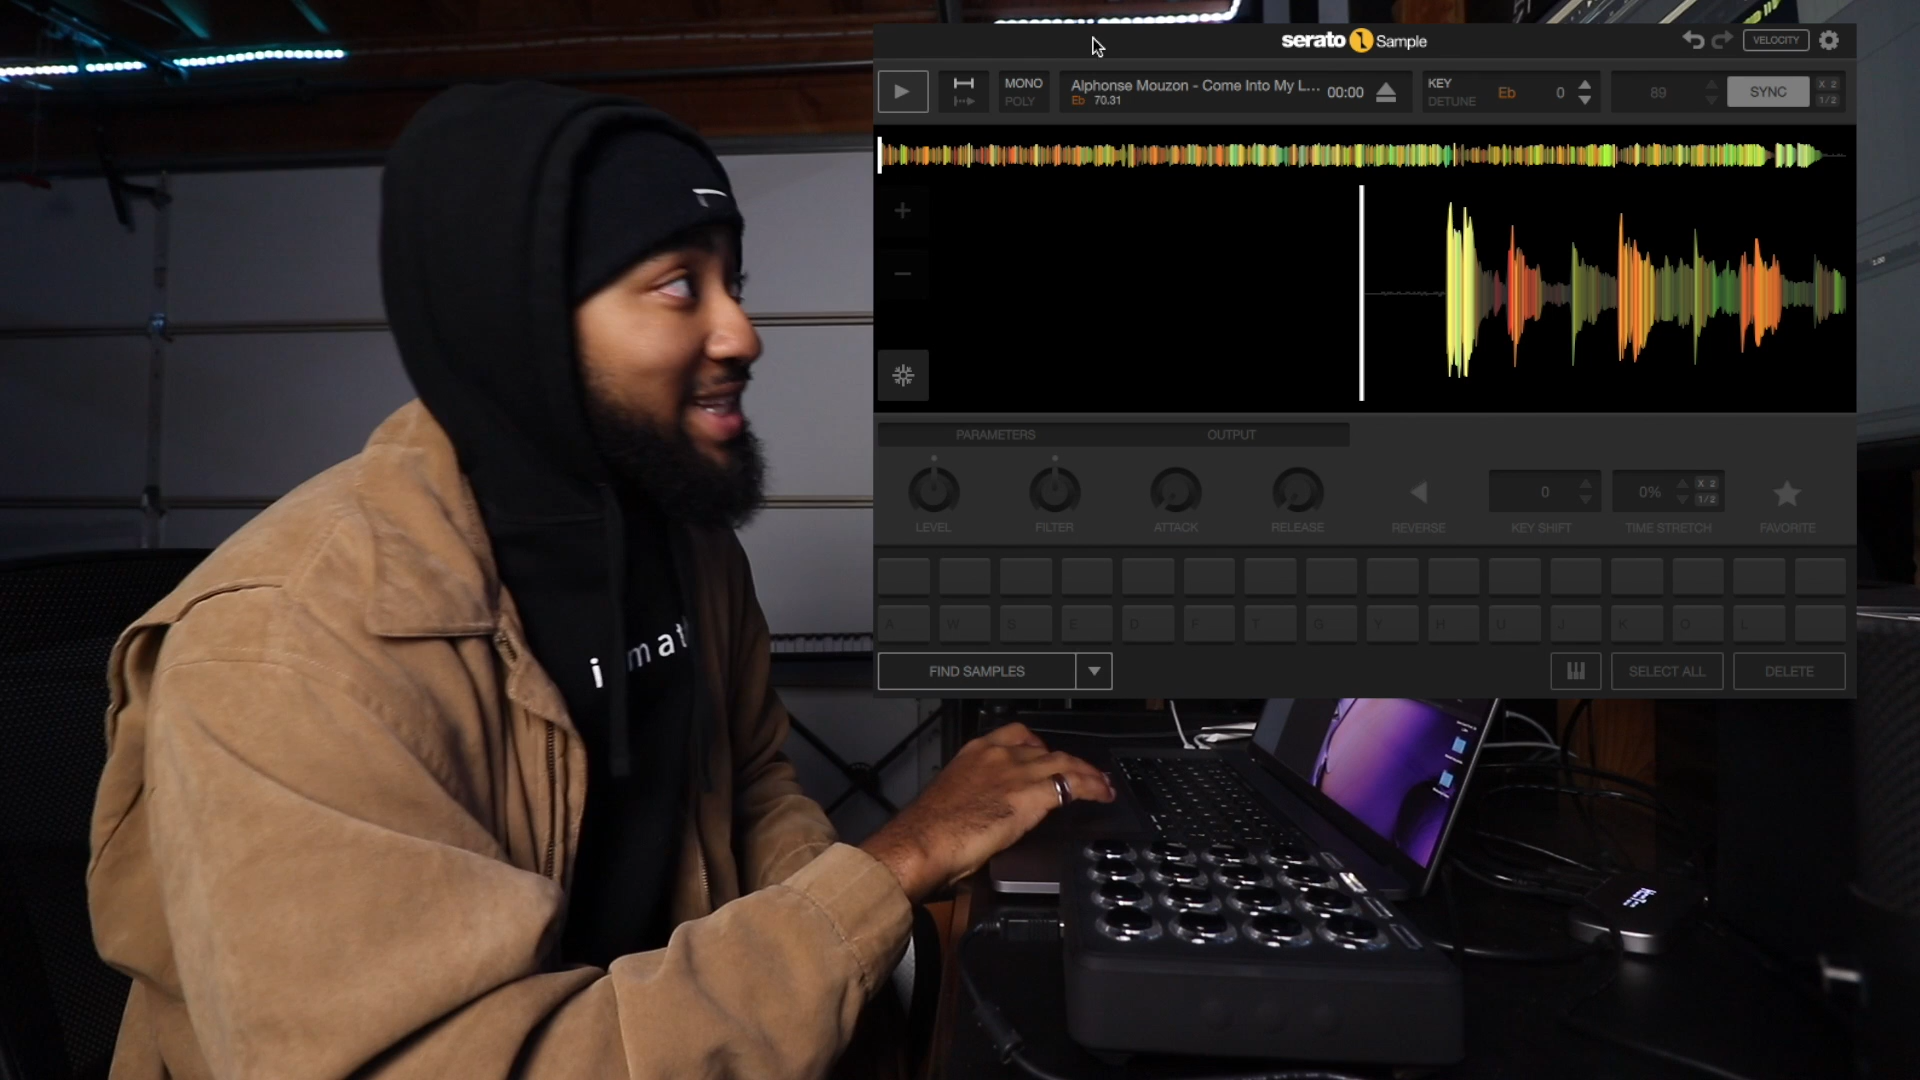 serato Sample
VELOCITY
MONO
POLY
Alphonse Mouzon - Come Into My L...
Eb 70.31
00:00
KEY
DETUNE
Eb
0
89
SYNC
X 2
1/2
PARAMETERS
OUTPUT
0
0%
X 2
1/2
LEVEL
FILTER
ATTACK
RELEASE
REVERSE
KEY SHIFT
TIME STRETCH
FAVORITE
A W S E D F T G Y H U J K O L
FIND SAMPLES
SELECT ALL
DELETE
i mat